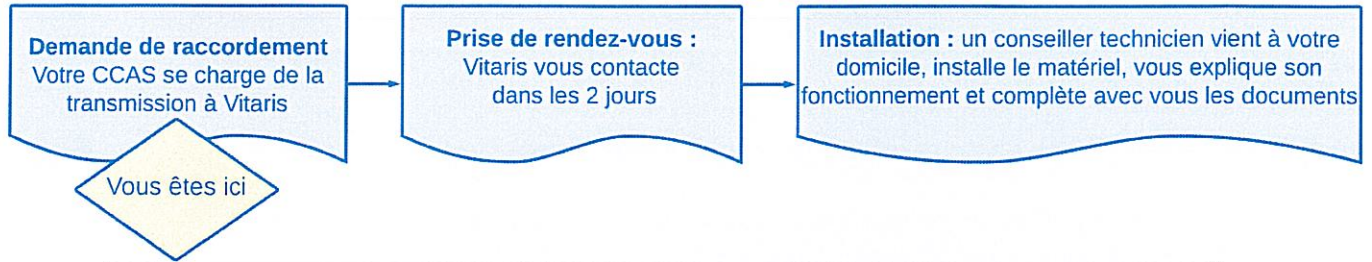 Demande de raccordement
Votre CCAS se charge de la
transmission à Vitaris
Vous êtes ici
Prise de rendez-vous :
Vitaris vous contacte
dans les 2 jours
Installation : un conseiller technicien vient à votre
domicile, installe le matériel, vous explique son
fonctionnement et complète avec vous les documents